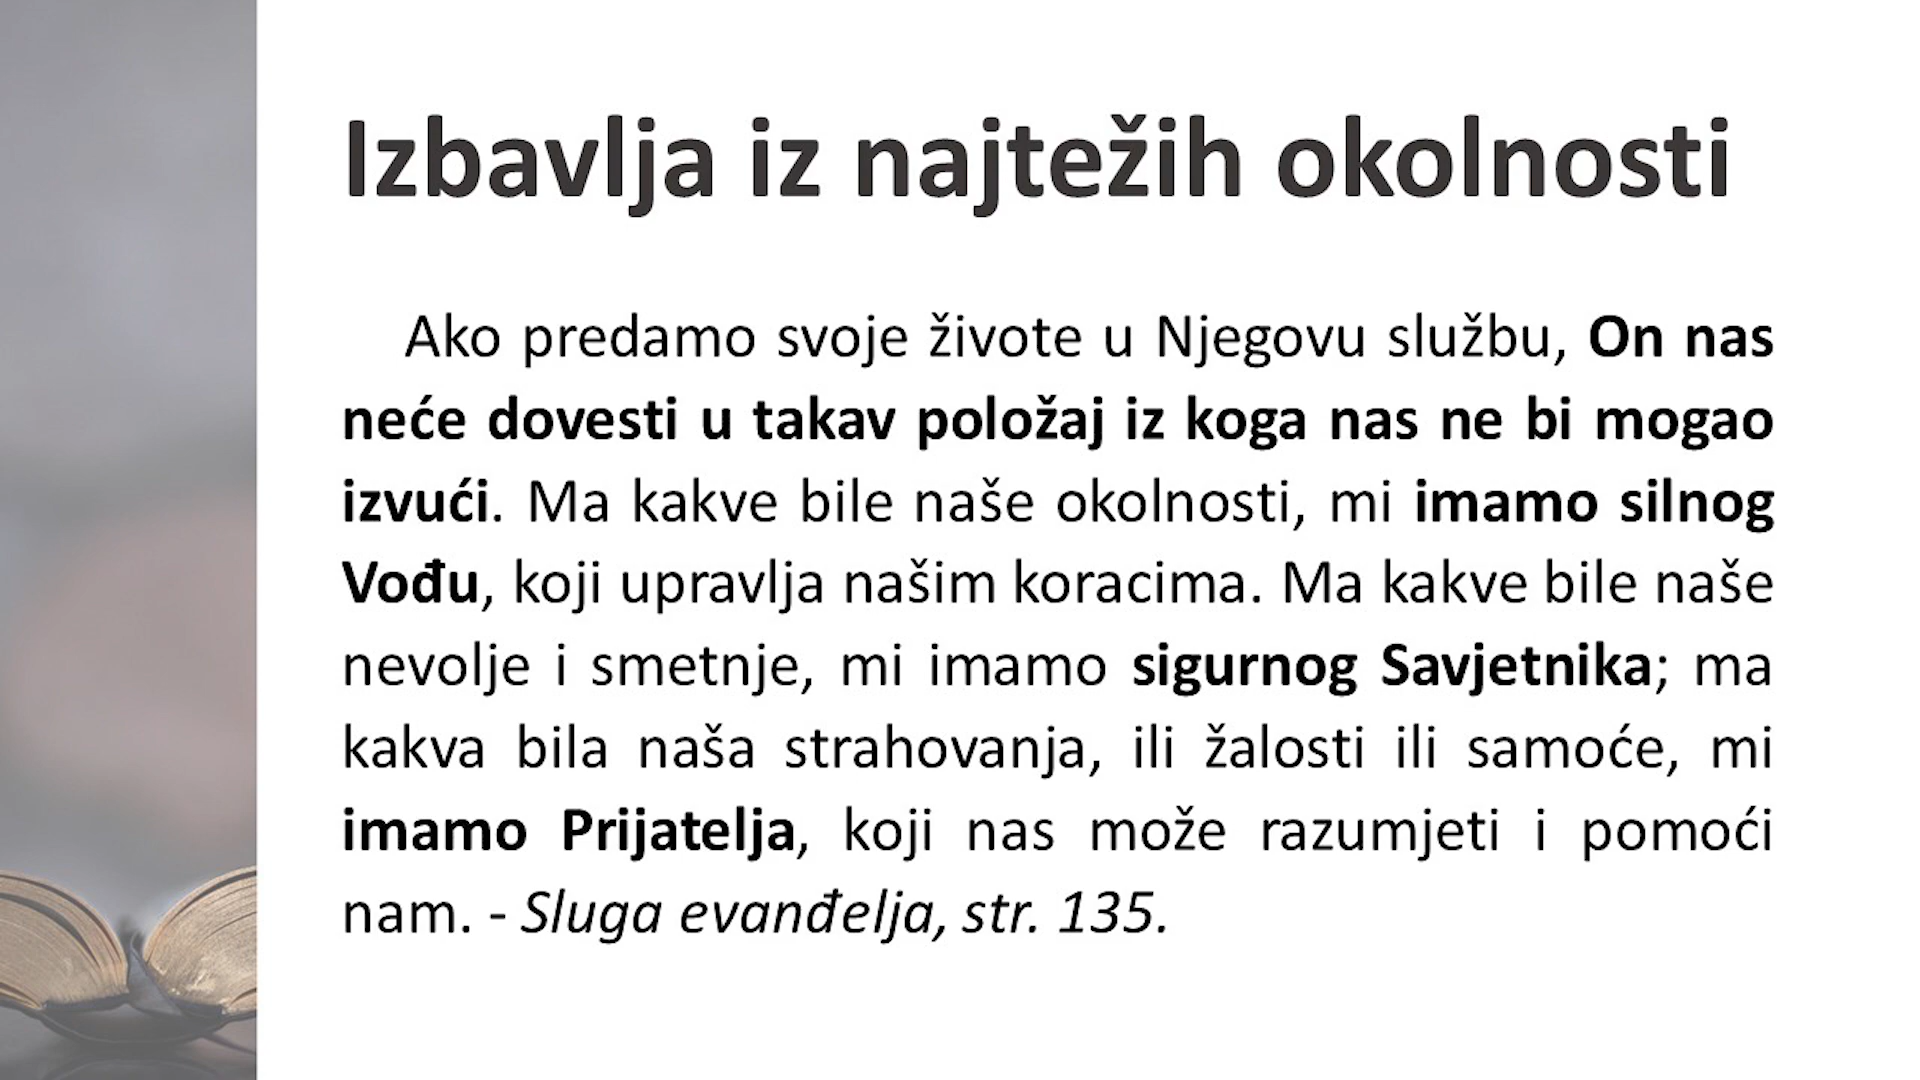 Izbavlja iz najtežih okolnosti
Ako predamo svoje živote u Njegovu službu, On nas
neće dovesti u takav položaj iz koga nas ne bi mogao
izvući. Ma kakve bile naše okolnosti, mi imamo silnog
Vođu, koji upravlja našim koracima. Ma kakve bile naše
nevolje i smetnje, mi imamo sigurnog Savjetnika; ma
kakva bila naša strahovanja, ili žalosti ili samoće, mi
imamo Prijatelja, koji nas može razumjeti i pomoći
nam. - Sluga evanđelja, str. 135.